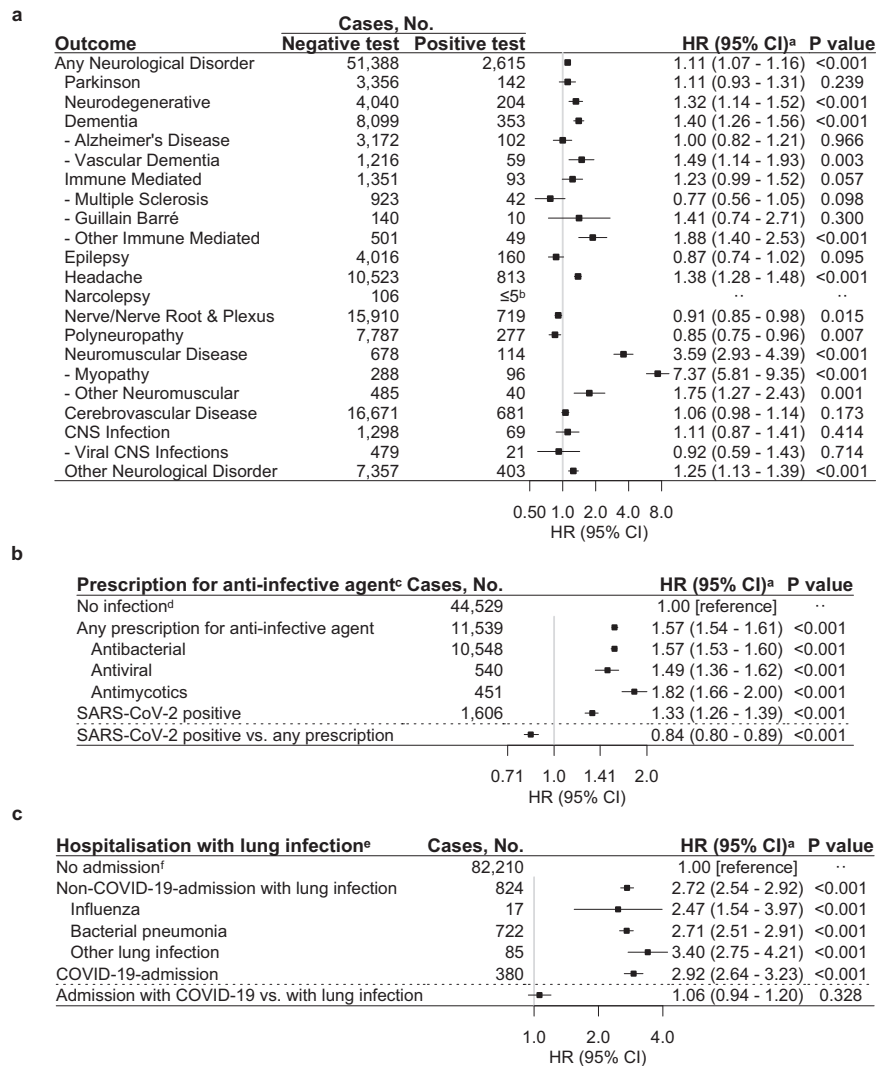 a
Cases, No.
Outcome Negative test Positive test HR (95% CI)ᵃ P value
Any Neurological Disorder 51,388 2,615 1.11 (1.07 - 1.16) <0.001
Parkinson 3,356 142 1.11 (0.93 - 1.31) 0.239
Neurodegenerative 4,040 204 1.32 (1.14 - 1.52) <0.001
Dementia 8,099 353 1.40 (1.26 - 1.56) <0.001
- Alzheimer's Disease 3,172 102 1.00 (0.82 - 1.21) 0.966
- Vascular Dementia 1,216 59 1.49 (1.14 - 1.93) 0.003
Immune Mediated 1,351 93 1.23 (0.99 - 1.52) 0.057
- Multiple Sclerosis 923 42 0.77 (0.56 - 1.05) 0.098
- Guillain Barré 140 10 1.41 (0.74 - 2.71) 0.300
- Other Immune Mediated 501 49 1.88 (1.40 - 2.53) <0.001
Epilepsy 4,016 160 0.87 (0.74 - 1.02) 0.095
Headache 10,523 813 1.38 (1.28 - 1.48) <0.001
Narcolepsy 106 ≤5ᵇ ·· ··
Nerve/Nerve Root & Plexus 15,910 719 0.91 (0.85 - 0.98) 0.015
Polyneuropathy 7,787 277 0.85 (0.75 - 0.96) 0.007
Neuromuscular Disease 678 114 3.59 (2.93 - 4.39) <0.001
- Myopathy 288 96 7.37 (5.81 - 9.35) <0.001
- Other Neuromuscular 485 40 1.75 (1.27 - 2.43) 0.001
Cerebrovascular Disease 16,671 681 1.06 (0.98 - 1.14) 0.173
CNS Infection 1,298 69 1.11 (0.87 - 1.41) 0.414
- Viral CNS Infections 479 21 0.92 (0.59 - 1.43) 0.714
Other Neurological Disorder 7,357 403 1.25 (1.13 - 1.39) <0.001
0.50 1.0 2.0 4.0 8.0
HR (95% CI)
b
Prescription for anti-infective agentᶜ Cases, No. HR (95% CI)ᵃ P value
No infectionᵈ 44,529 1.00 [reference] ··
Any prescription for anti-infective agent 11,539 1.57 (1.54 - 1.61) <0.001
Antibacterial 10,548 1.57 (1.53 - 1.60) <0.001
Antiviral 540 1.49 (1.36 - 1.62) <0.001
Antimycotics 451 1.82 (1.66 - 2.00) <0.001
SARS-CoV-2 positive 1,606 1.33 (1.26 - 1.39) <0.001
SARS-CoV-2 positive vs. any prescription 0.84 (0.80 - 0.89) <0.001
0.71 1.0 1.41 2.0
HR (95% CI)
c
Hospitalisation with lung infectionᵉ Cases, No. HR (95% CI)ᵃ P value
No admissionᶠ 82,210 1.00 [reference] ··
Non-COVID-19-admission with lung infection 824 2.72 (2.54 - 2.92) <0.001
Influenza 17 2.47 (1.54 - 3.97) <0.001
Bacterial pneumonia 722 2.71 (2.51 - 2.91) <0.001
Other lung infection 85 3.40 (2.75 - 4.21) <0.001
COVID-19-admission 380 2.92 (2.64 - 3.23) <0.001
Admission with COVID-19 vs. with lung infection 1.06 (0.94 - 1.20) 0.328
1.0 2.0 4.0
HR (95% CI)